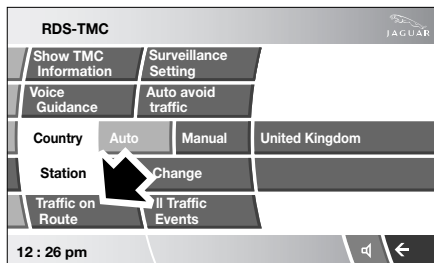 RDS-TMC
JAGUAR
Show TMC Information
Surveillance Setting
Voice Guidance
Auto avoid traffic
Country
Auto
Manual
United Kingdom
Station
Change
Traffic on Route
ll Traffic Events
12 : 26 pm